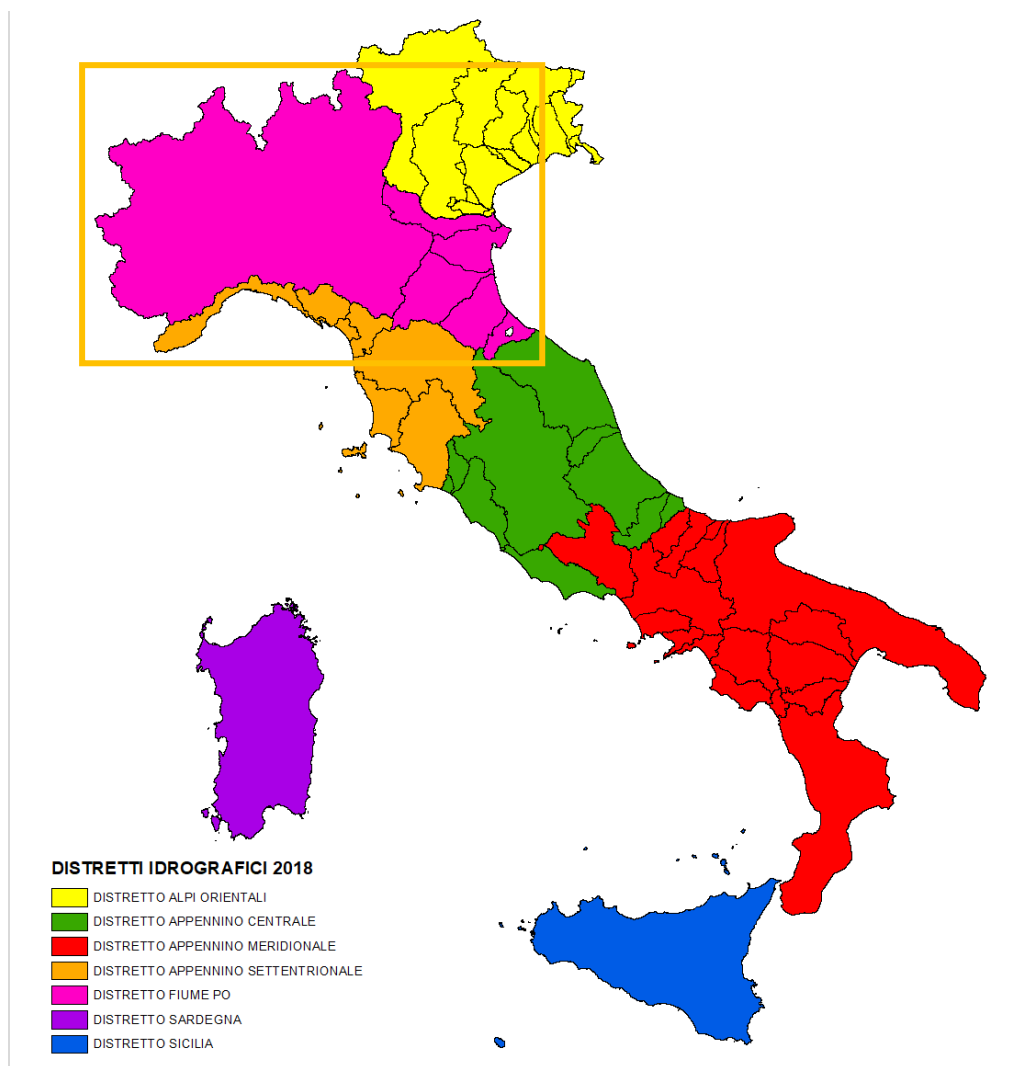 DISTRETTI IDROGRAFICI 2018
DISTRETTO ALPI ORIENTALI
DISTRETTO APPENNINO CENTRALE
DISTRETTO APPENNINO MERIDIONALE
DISTRETTO APPENNINO SETTENTRIONALE
DISTRETTO FIUME PO
DISTRETTO SARDEGNA
DISTRETTO SICILIA